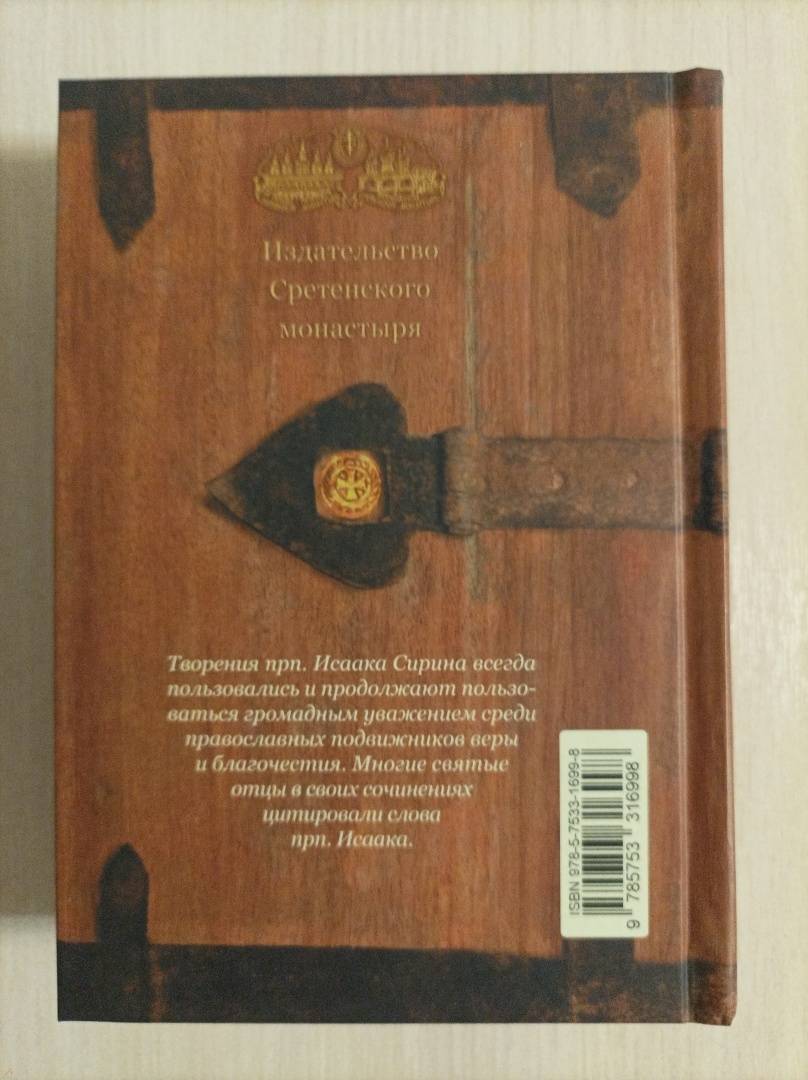 Издательство
Сретенского
монастыря
Творения прп. Исаака Сирина всегда
пользовались и продолжают пользо-
ваться громадным уважением среди
православных подвижников веры
и благочестия. Многие святые
отцы в своих сочинениях
цитировали слова
прп. Исаака.
ISBN 978-5-7533-1699-8
9 785753 316998